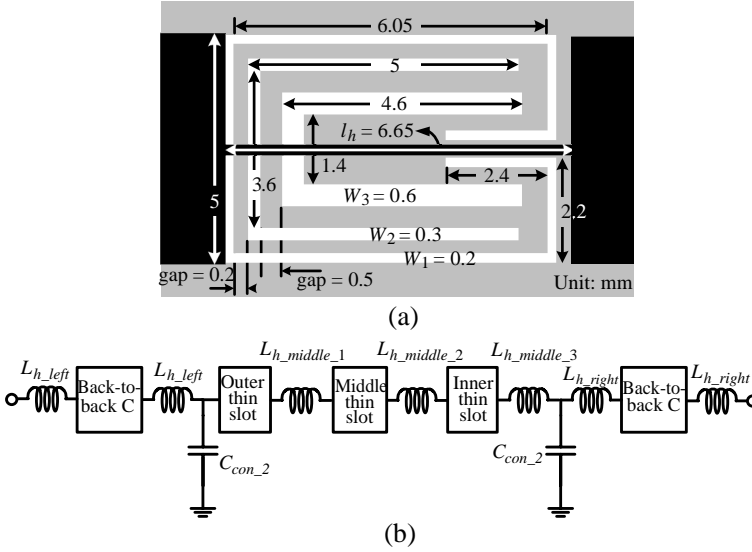 6.05
5
4.6
l_h = 6.65
1.4
2.4
3.6
5
2.2
W_3 = 0.6
W_2 = 0.3
W_1 = 0.2
gap = 0.2
gap = 0.5
Unit: mm
(a)
L_h_left
Back-to-
back C
L_h_left
C_con_2
Outer
thin
slot
L_h_middle_1
Middle
thin
slot
L_h_middle_2
Inner
thin
slot
L_h_middle_3
C_con_2
L_h_right
Back-to-
back C
L_h_right
(b)